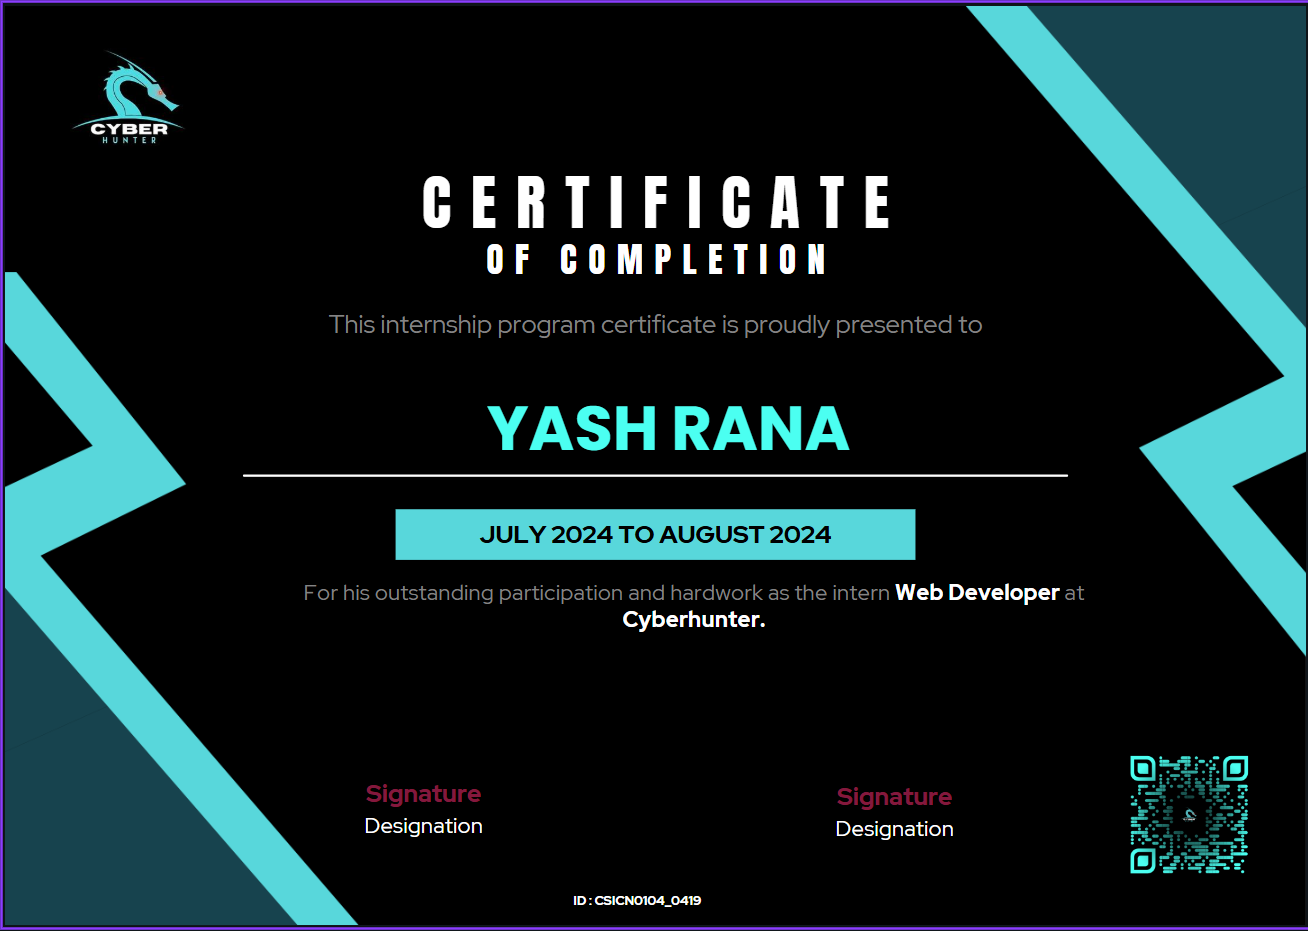 CYBER
HUNTER
CERTIFICATE
OF COMPLETION
This internship program certificate is proudly presented to
YASH RANA
JULY 2024 TO AUGUST 2024
For his outstanding participation and hardwork as the intern Web Developer at
Cyberhunter.
Signature
Designation
Signature
Designation
ID : CSICN0104_0419